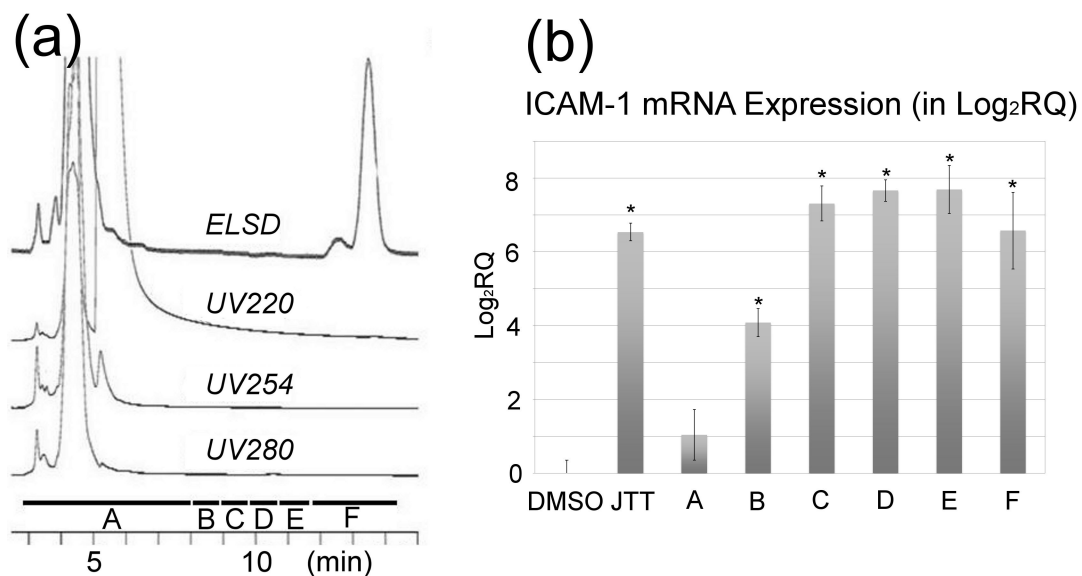 (a)
ELSD
UV220
UV254
UV280
A B C D E F
5 10 (min)
(b)
ICAM-1 mRNA Expression (in Log₂RQ)
Log₂RQ
8
6
4
2
0
* * * * * *
DMSO JTT A B C D E F